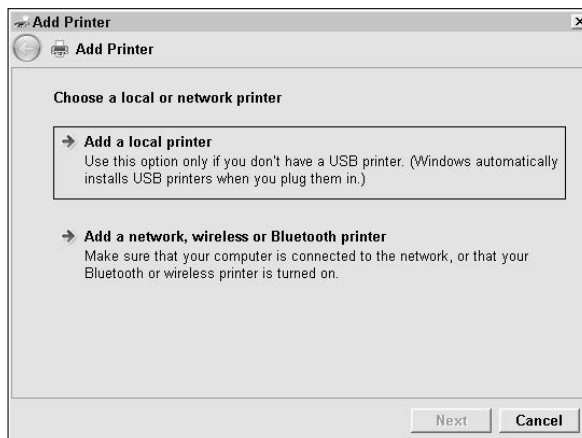 Add Printer
Add Printer
Choose a local or network printer
Add a local printer
Use this option only if you don't have a USB printer. (Windows automatically
installs USB printers when you plug them in.)
Add a network, wireless or Bluetooth printer
Make sure that your computer is connected to the network, or that your
Bluetooth or wireless printer is turned on.
Next Cancel